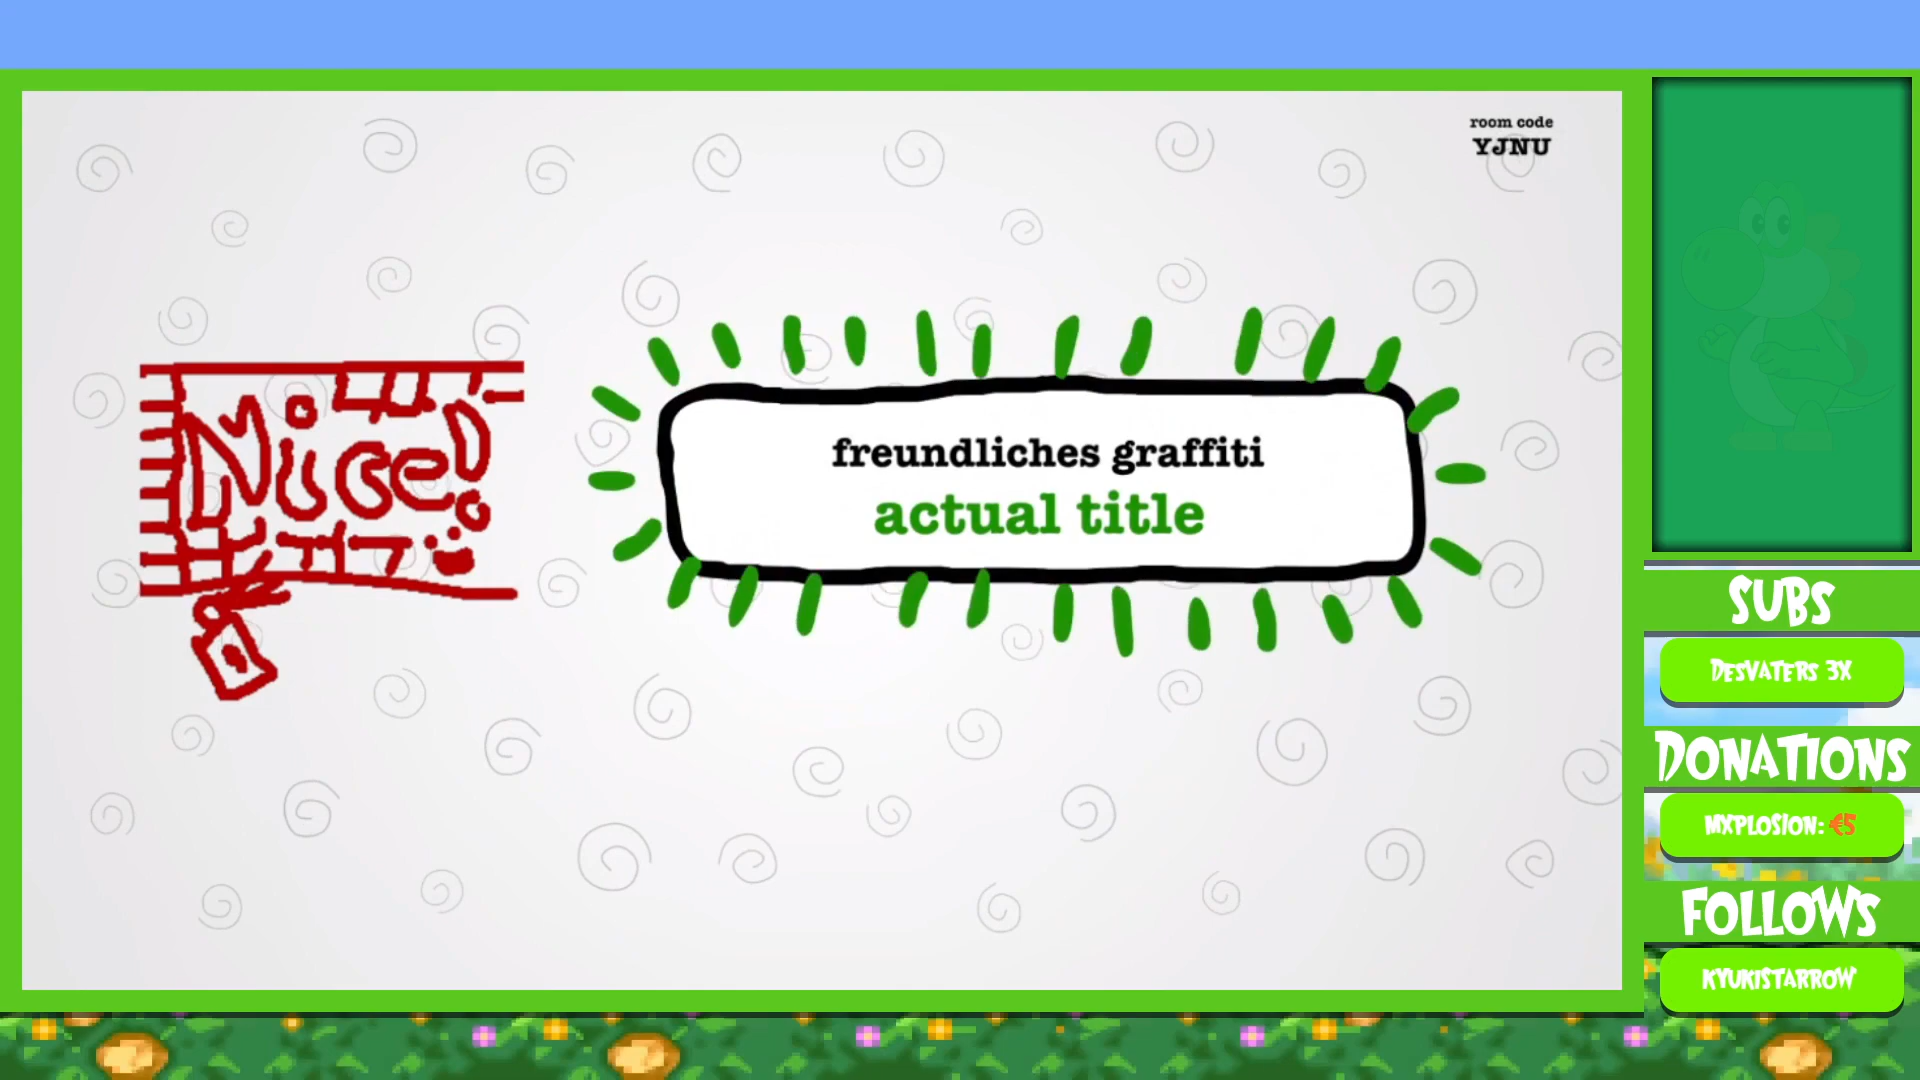 room code
YJNU
Nice!
freundliches graffiti
actual title
SUBS
DESVATERS 3X
DONATIONS
MXPLOSION: €5
FOLLOWS
KYUKISTARROW